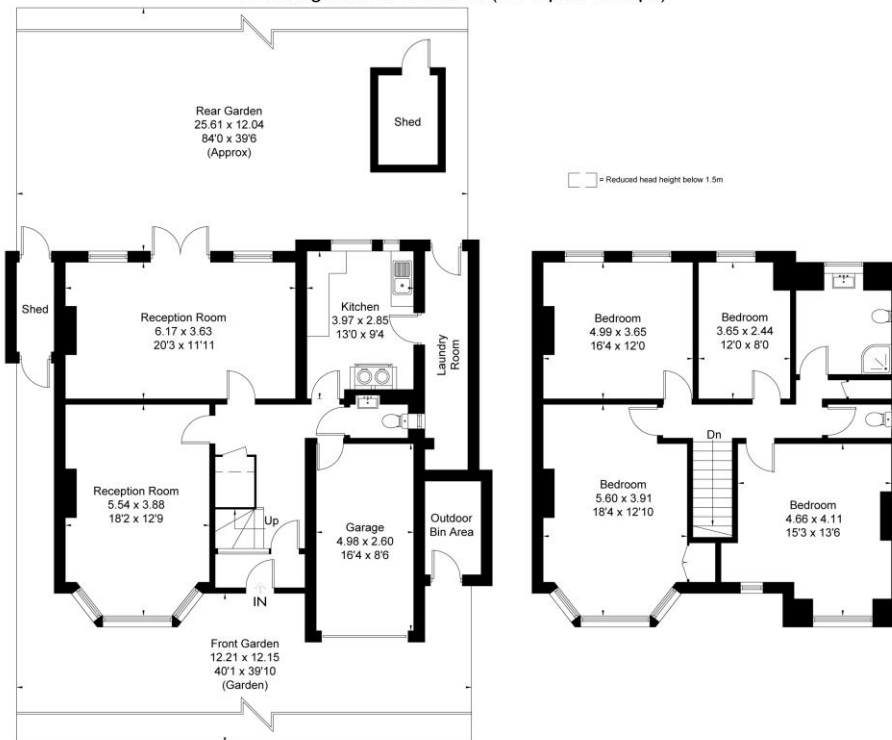 Rear Garden
25.61 x 12.04
84'0 x 39'6
(Approx)
Shed
= Reduced head height below 1.5m
Shed
Reception Room
6.17 x 3.63
20'3 x 11'11
Kitchen
3.97 x 2.85
13'0 x 9'4
Laundry
Room
Bedroom
4.99 x 3.65
16'4 x 12'0
Bedroom
3.65 x 2.44
12'0 x 8'0
Reception Room
5.54 x 3.88
18'2 x 12'9
Up
IN
Garage
4.98 x 2.60
16'4 x 8'6
Outdoor
Bin Area
Dn
Bedroom
5.60 x 3.91
18'4 x 12'10
Bedroom
4.66 x 4.11
15'3 x 13'6
Front Garden
12.21 x 12.15
40'1 x 39'10
(Garden)